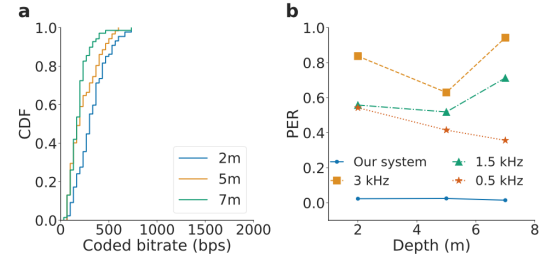 a
1.0
0.8
0.6
0.4
0.2
0.0
CDF
2m
5m
7m
0 500 1000 1500 2000
Coded bitrate (bps)
b
1.0
0.8
0.6
0.4
0.2
0.0
PER
Our system 1.5 kHz
3 kHz 0.5 kHz
2 4 6 8
Depth (m)